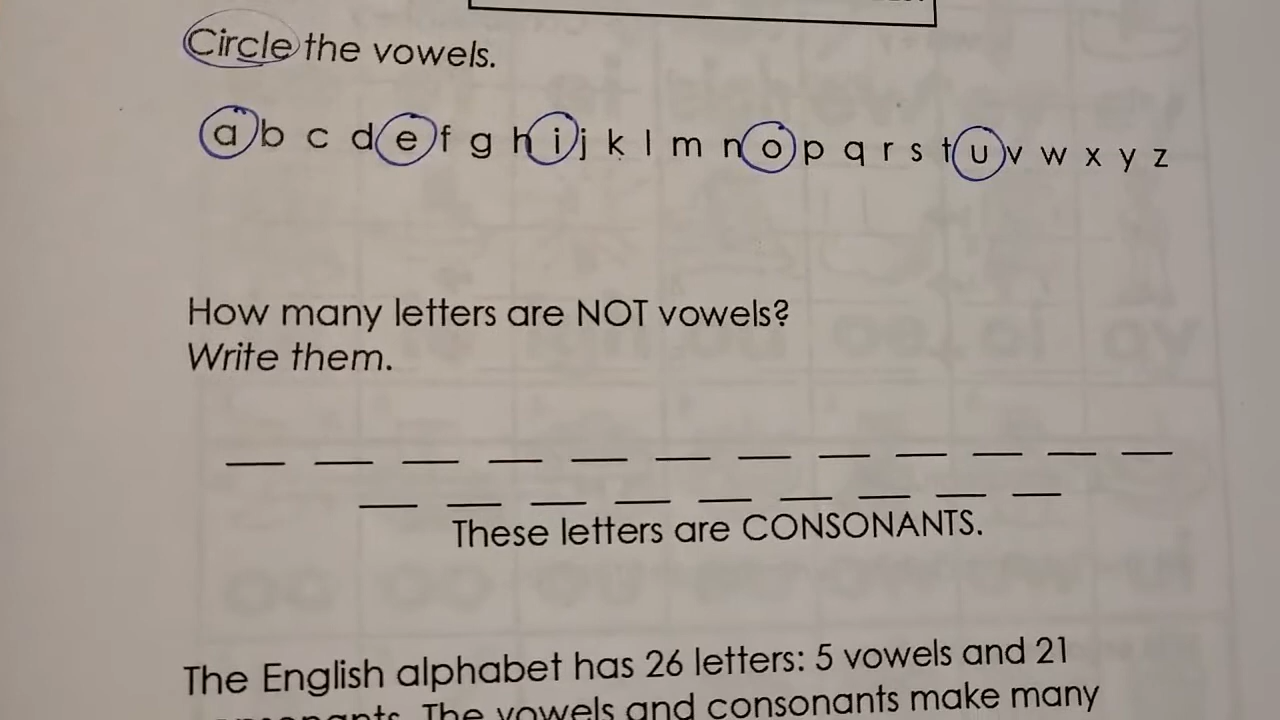 Circle the vowels.
a b c d e f g h i j k l m n o p q r s t u v w x y z
How many letters are NOT vowels?
Write them.
These letters are CONSONANTS.
The English alphabet has 26 letters: 5 vowels and 21
consonants. The vowels and consonants make many